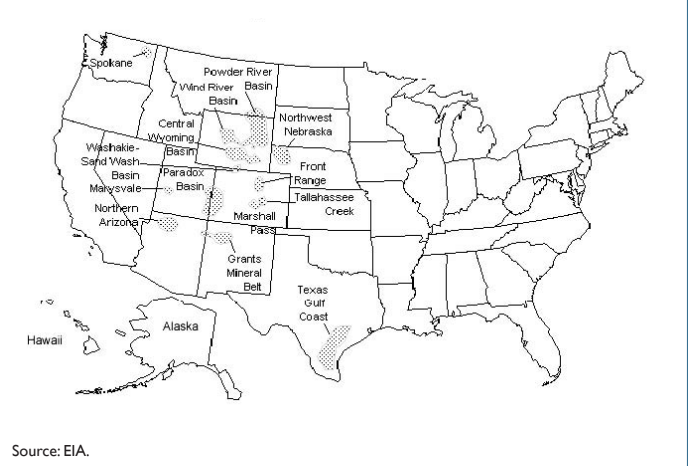 Spokane
Powder River
Basin
Wind River
Basin
Central
Wyoming
Basin
Northwest
Nebraska
Washakie-
Sand Wash
Basin
Paradox
Basin
Front
Range
Marysvale
Tallahassee
Creek
Northern
Arizona
Marshall
Pass
Grants
Mineral
Belt
Texas
Gulf
Coast
Hawaii
Alaska
Source: EIA.